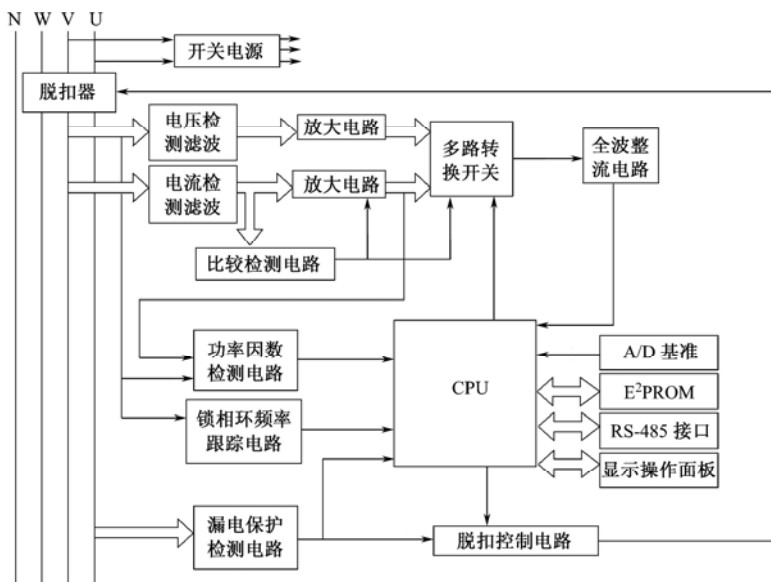 N W V U
开关电源
脱扣器
电压检
测滤波
放大电路
多路转
换开关
全波整
流电路
电流检
测滤波
放大电路
比较检测电路
功率因数
检测电路
CPU
A/D 基准
E²PROM
RS-485 接口
显示操作面板
锁相环频率
跟踪电路
漏电保护
检测电路
脱扣控制电路